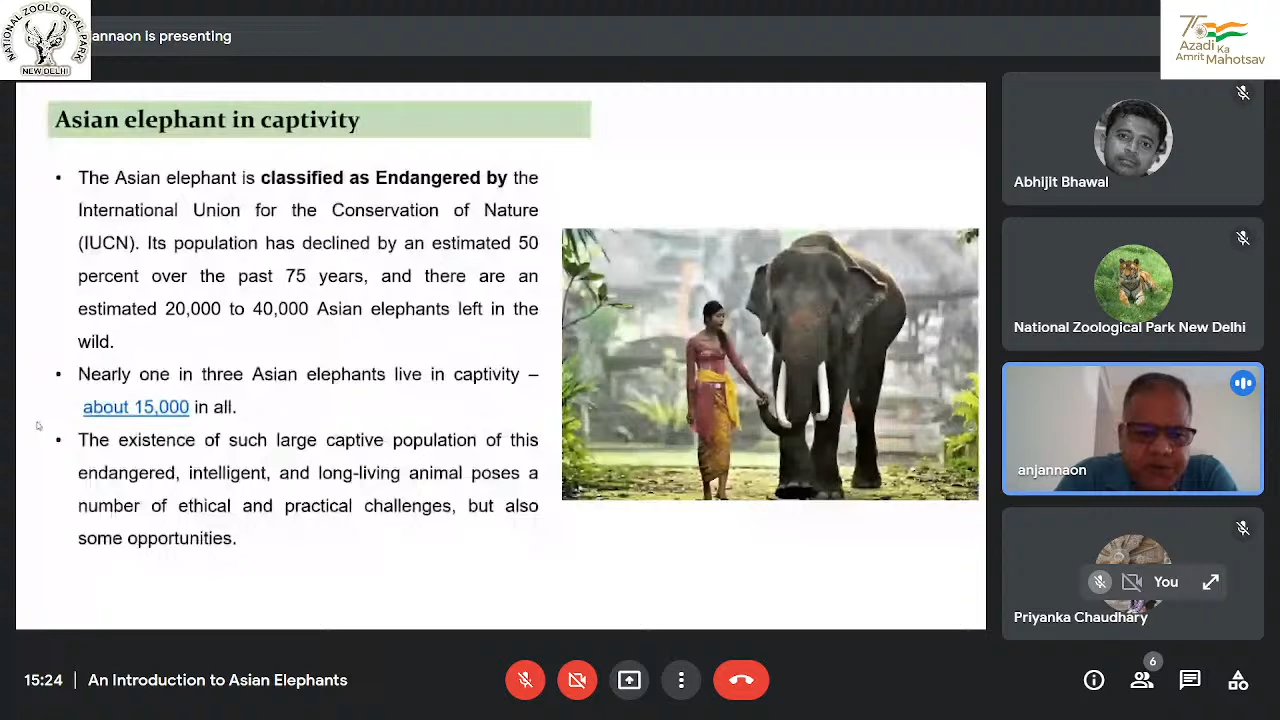 NATIONAL ZOOLOGICAL PARK
NEW DELHI
annaon is presenting
75
Azadi Ka
Amrit Mahotsav
Asian elephant in captivity
• The Asian elephant is classified as Endangered by the
International Union for the Conservation of Nature
(IUCN). Its population has declined by an estimated 50
percent over the past 75 years, and there are an
estimated 20,000 to 40,000 Asian elephants left in the
wild.
• Nearly one in three Asian elephants live in captivity –
about 15,000 in all.
• The existence of such large captive population of this
endangered, intelligent, and long-living animal poses a
number of ethical and practical challenges, but also
some opportunities.
Abhijit Bhawal
National Zoological Park New Delhi
anjannaon
You
Priyanka Chaudhary
15:24 | An Introduction to Asian Elephants
6